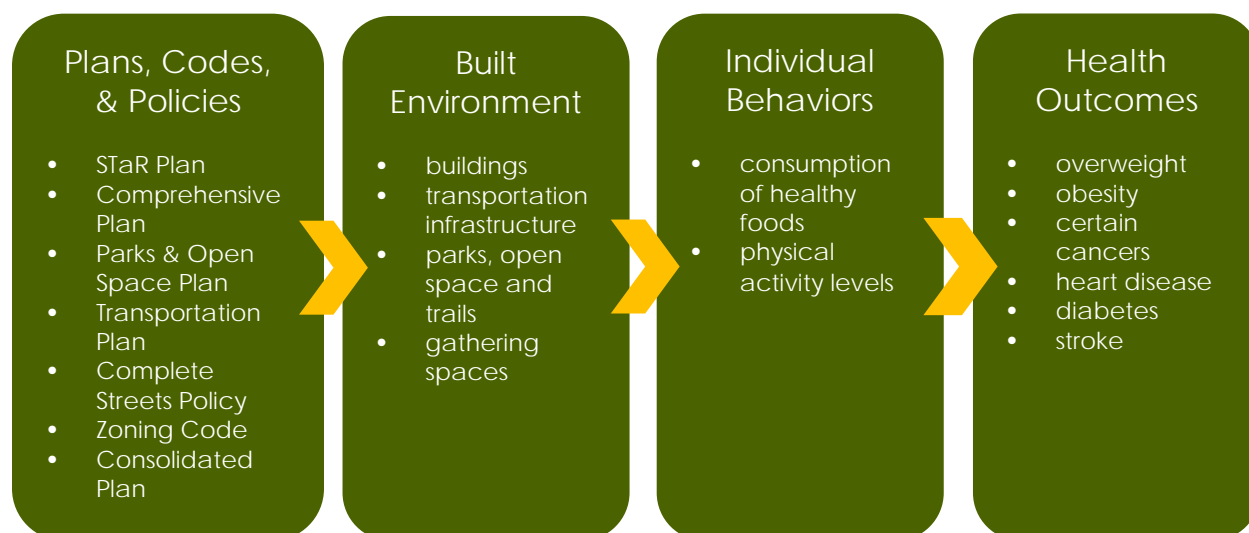 Plans, Codes,
& Policies
• STaR Plan
• Comprehensive
Plan
• Parks & Open
Space Plan
• Transportation
Plan
• Complete
Streets Policy
• Zoning Code
• Consolidated
Plan
Built
Environment
• buildings
• transportation
infrastructure
• parks, open
space and
trails
• gathering
spaces
Individual
Behaviors
• consumption
of healthy
foods
• physical
activity levels
Health
Outcomes
• overweight
• obesity
• certain
cancers
• heart disease
• diabetes
• stroke